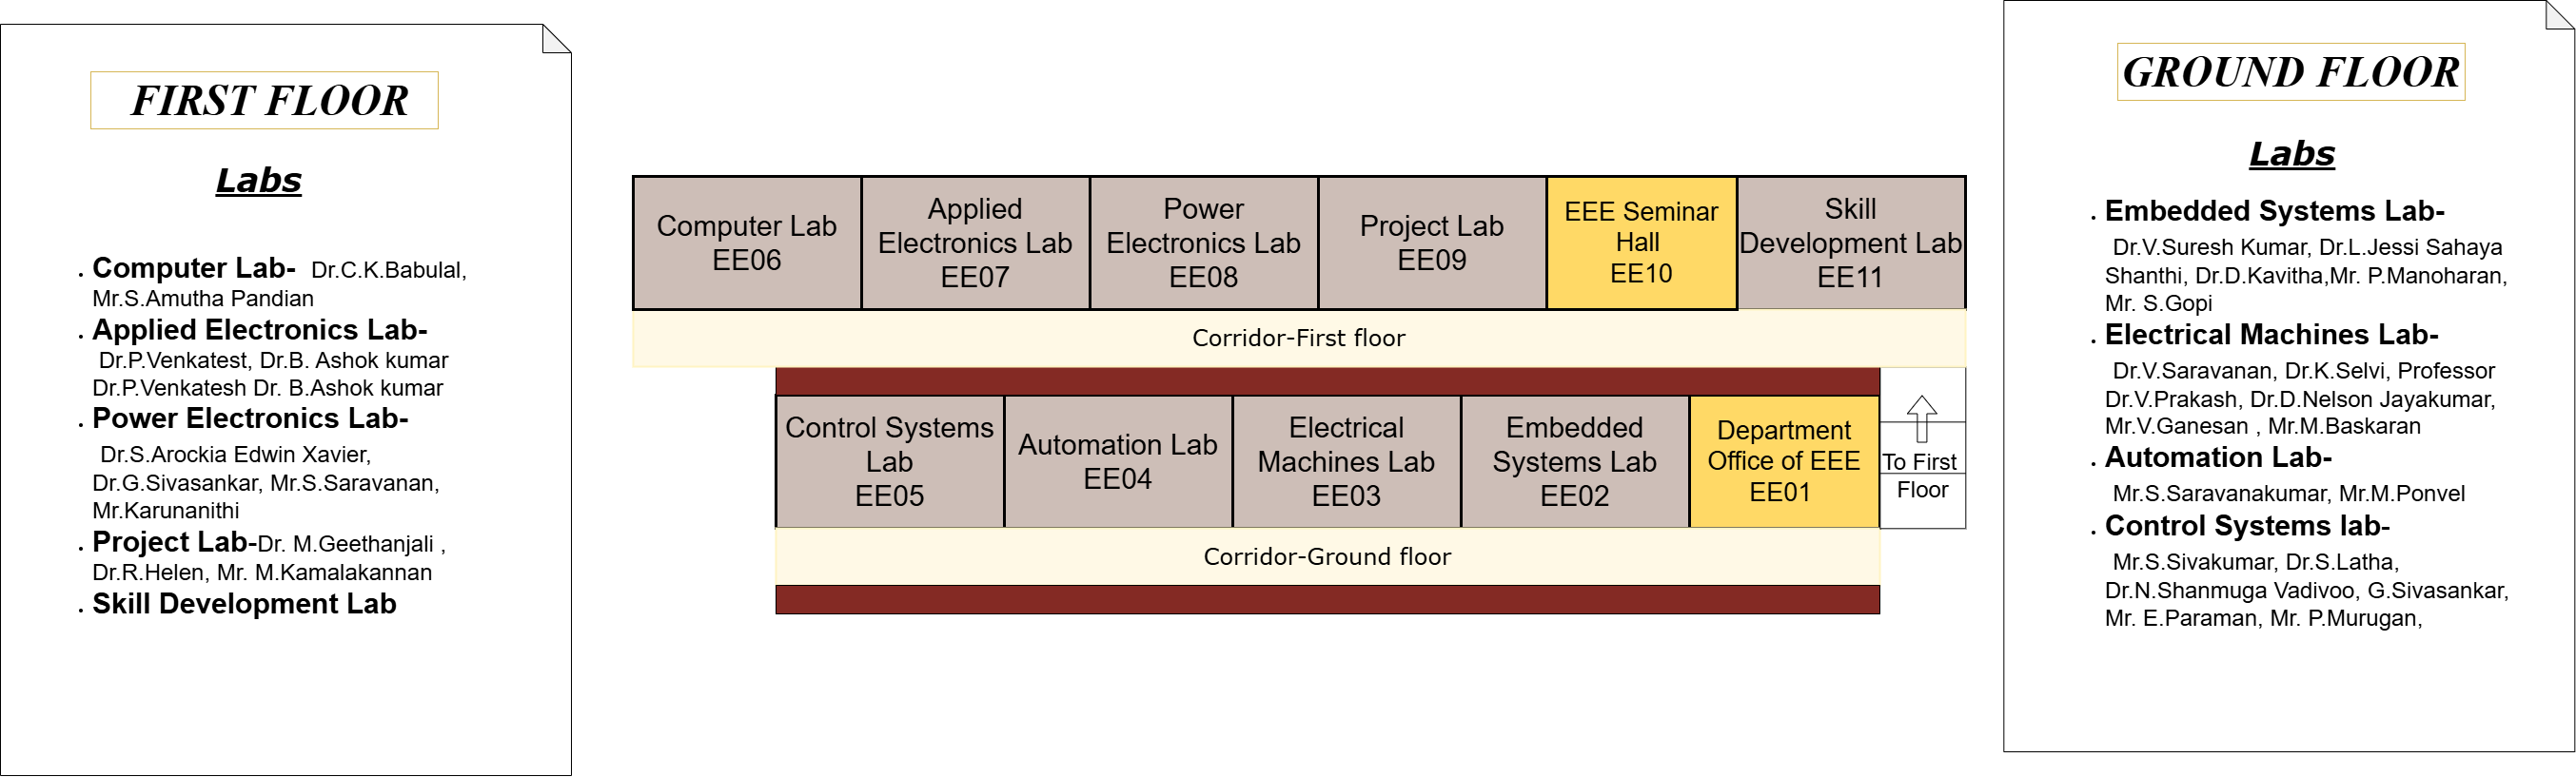 FIRST FLOOR
Labs
• Computer Lab- Dr.C.K.Babulal,
Mr.S.Amutha Pandian
• Applied Electronics Lab-
Dr.P.Venkatest, Dr.B. Ashok kumar
Dr.P.Venkatesh Dr. B.Ashok kumar
• Power Electronics Lab-
Dr.S.Arockia Edwin Xavier,
Dr.G.Sivasankar, Mr.S.Saravanan,
Mr.Karunanithi
• Project Lab-Dr. M.Geethanjali ,
Dr.R.Helen, Mr. M.Kamalakannan
• Skill Development Lab
Computer Lab
EE06
Applied
Electronics Lab
EE07
Power
Electronics Lab
EE08
Project Lab
EE09
EEE Seminar
Hall
EE10
Skill
Development Lab
EE11
Corridor-First floor
Control Systems
Lab
EE05
Automation Lab
EE04
Electrical
Machines Lab
EE03
Embedded
Systems Lab
EE02
Department
Office of EEE
EE01
To First
Floor
Corridor-Ground floor
GROUND FLOOR
Labs
• Embedded Systems Lab-
Dr.V.Suresh Kumar, Dr.L.Jessi Sahaya
Shanthi, Dr.D.Kavitha,Mr. P.Manoharan,
Mr. S.Gopi
• Electrical Machines Lab-
Dr.V.Saravanan, Dr.K.Selvi, Professor
Dr.V.Prakash, Dr.D.Nelson Jayakumar,
Mr.V.Ganesan , Mr.M.Baskaran
• Automation Lab-
Mr.S.Saravanakumar, Mr.M.Ponvel
• Control Systems lab-
Mr.S.Sivakumar, Dr.S.Latha,
Dr.N.Shanmuga Vadivoo, G.Sivasankar,
Mr. E.Paraman, Mr. P.Murugan,